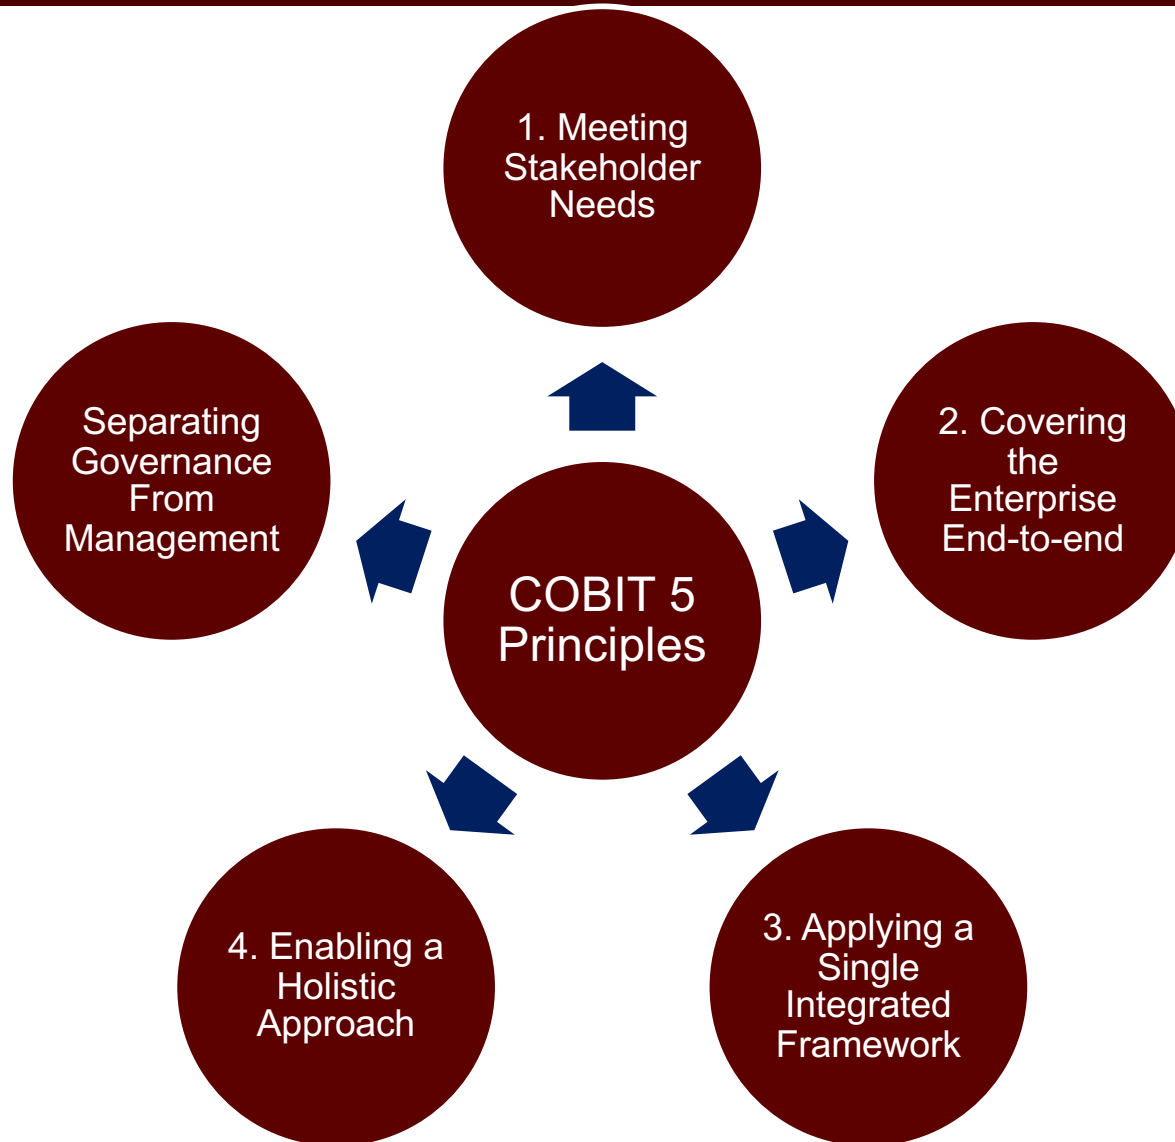 1. Meeting
Stakeholder
Needs
2. Covering
the
Enterprise
End-to-end
3. Applying a
Single
Integrated
Framework
4. Enabling a
Holistic
Approach
Separating
Governance
From
Management
COBIT 5
Principles